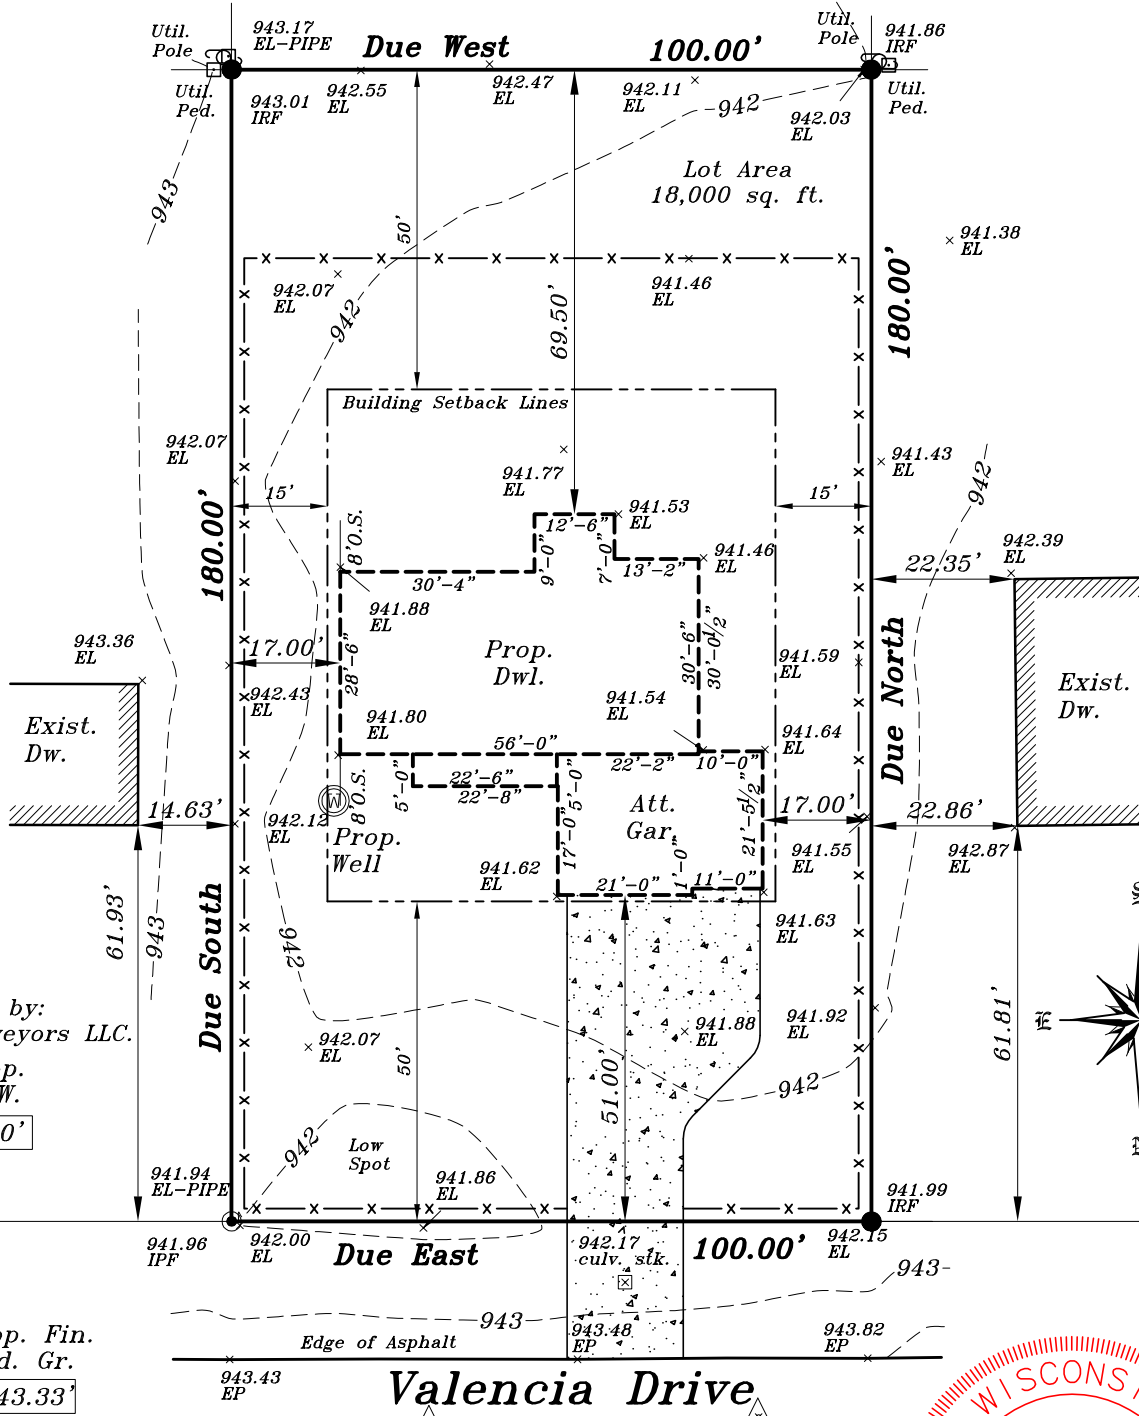 Util.
Pole
943.17
EL-PIPE
Due West
100.00'
Util.
Pole
941.86
IRF
Util.
Ped.
943.01
IRF
942.55
EL
942.47
EL
942.11
EL
942
942.03
EL
Util.
Ped.
Lot Area
18,000 sq. ft.
943
50'
941.38
EL
942.07
EL
942
69.50'
941.46
EL
180.00'
Building Setback Lines
942.07
EL
941.77
EL
941.43
EL
942
15'
15'
180.00'
8'O.S.
12'-6"
941.53
EL
9'-0"
7'-0"
13'-2"
941.46
EL
942.39
EL
22.35'
30'-4"
941.88
EL
943.36
EL
17.00'
28'-6"
Prop.
Dwl.
30'-6"
30'-0 1/2"
941.59
EL
Due North
942.43
EL
941.54
EL
Exist.
Dw.
Exist.
Dw.
941.80
EL
941.64
EL
56'-0"
22'-2"
10'-0"
5'-0"
22'-6"
22'-8"
5'-0"
Att.
Gar.
21'-5 1/2"
14.63'
W
8'O.S.
942.12
EL
Prop.
Well
17'-0"
17.00'
22.86'
941.62
EL
1'-0"
941.55
EL
942.87
EL
21'-0"
11'-0"
61.93'
943
Due South
942
941.63
EL
by:
veyors LLC.
942.07
EL
50'
941.88
EL
941.92
EL
61.81'
E
p.
W.
0'
51.00'
942
942
Low
Spot
941.94
EL-PIPE
941.86
EL
941.99
IRF
941.96
IPF
942.00
EL
Due East
942.17
culv. stk.
100.00'
942.15
EL
943
943
op. Fin.
d. Gr.
43.33'
Edge of Asphalt
943.48
EP
943.82
EP
943.43
EP
Valencia Drive
WISCONS